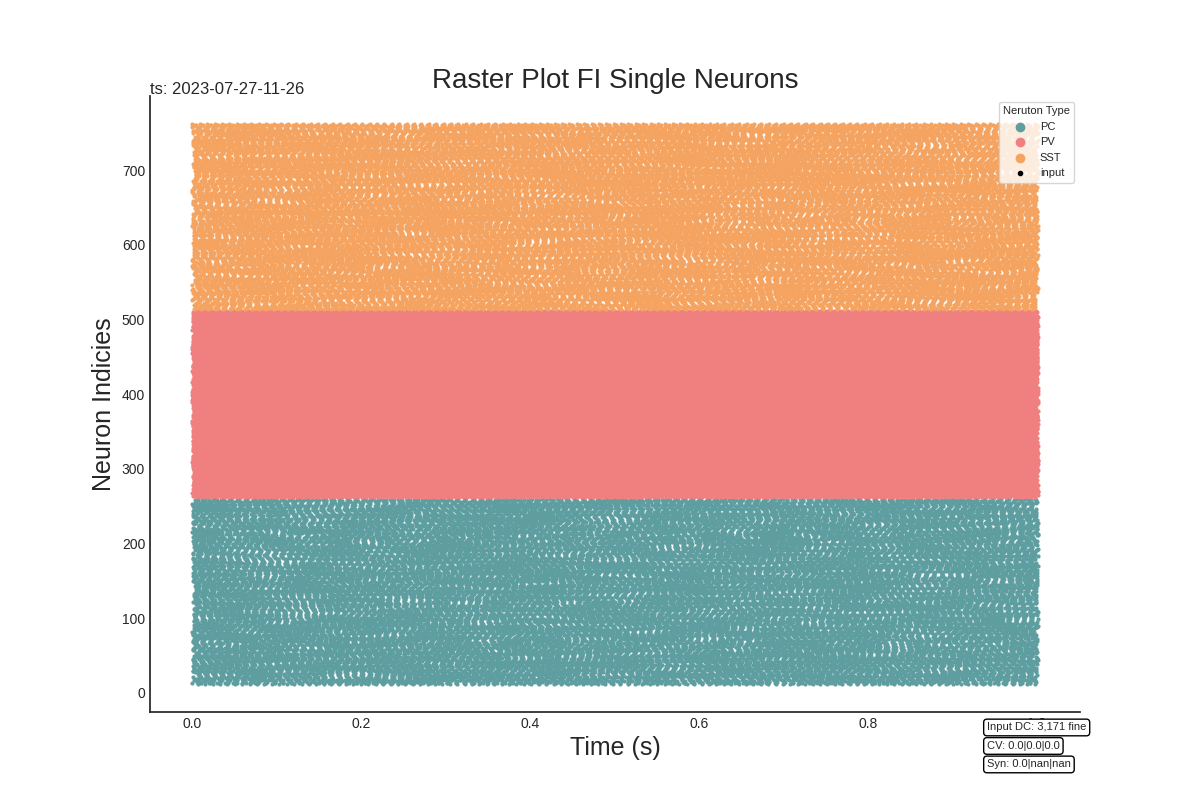 Raster Plot FI Single Neurons
ts: 2023-07-27-11-26
Neruton Type
PC
PV
SST
input
Neuron Indicies
700
600
500
400
300
200
100
0
0.0 0.2 0.4 0.6 0.8
Time (s)
Input DC: 3,171 fine
CV: 0.0|0.0|0.0
Syn: 0.0|nan|nan